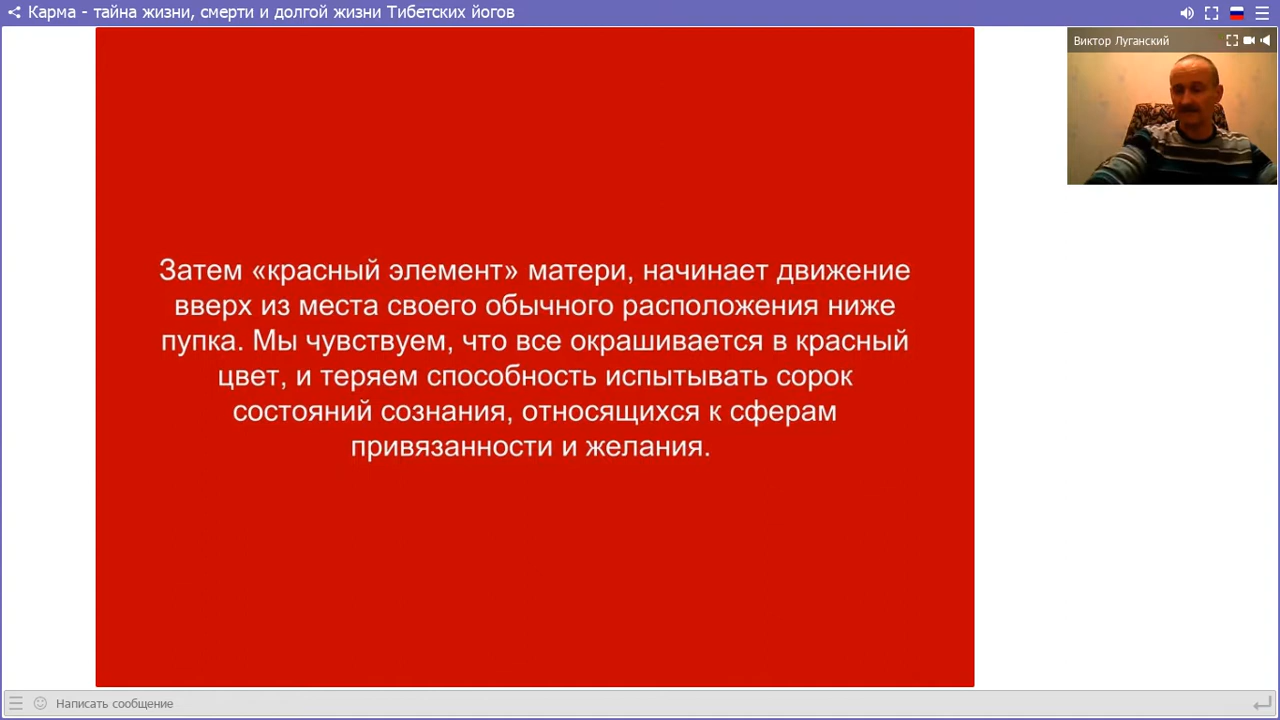 Карма - тайна жизни, смерти и долгой жизни Тибетских йогов
Виктор Луганский
Затем «красный элемент» матери, начинает движение
вверх из места своего обычного расположения ниже
пупка. Мы чувствуем, что все окрашивается в красный
цвет, и теряем способность испытывать сорок
состояний сознания, относящихся к сферам
привязанности и желания.
Написать сообщение